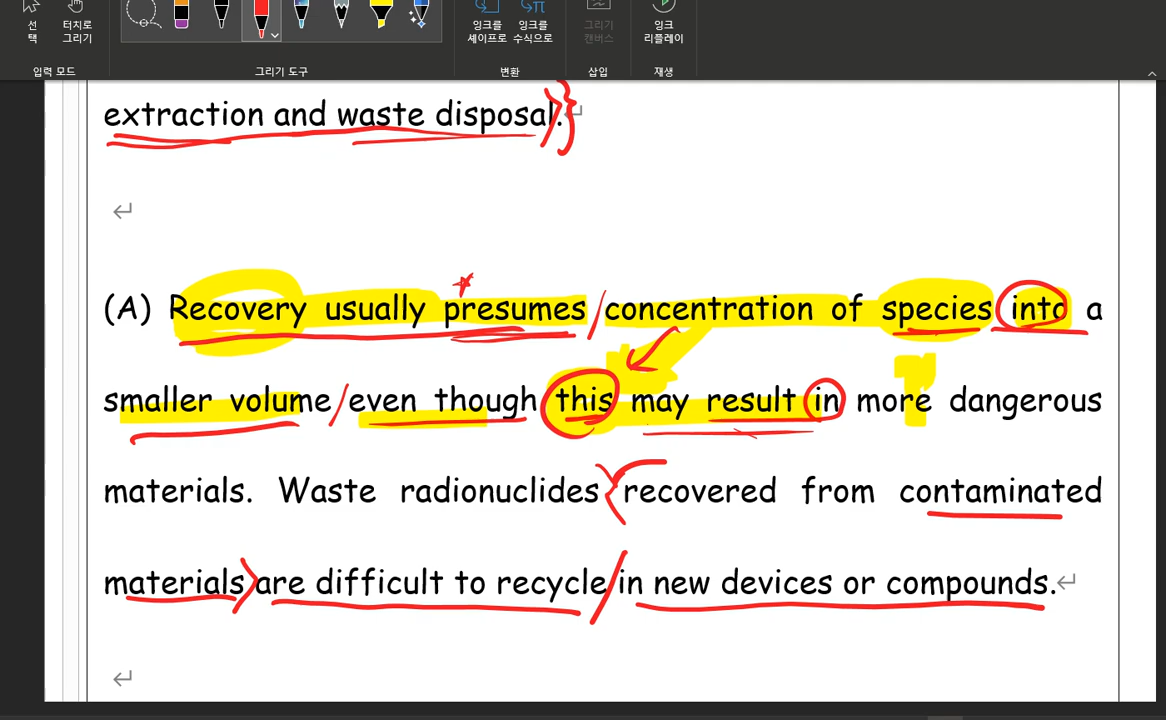 선택
터치로 그리기
잉크를 셰이프로
잉크를 수식으로
그리기 캔버스
잉크 리플레이
입력 모드
그리기 도구
변환
삽입
재생
extraction and waste disposal.
(A) Recovery usually presumes concentration of species into a
smaller volume even though this may result in more dangerous
materials. Waste radionuclides recovered from contaminated
materials are difficult to recycle in new devices or compounds.